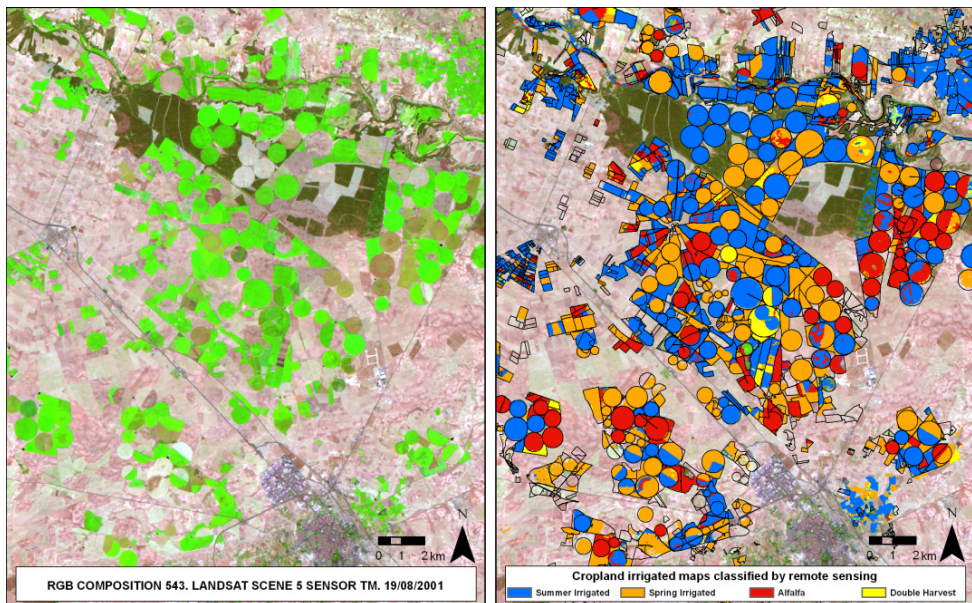 N
0 1 2 km
RGB COMPOSITION 543. LANDSAT SCENE 5 SENSOR TM. 19/08/2001
N
0 1 2 km
Cropland irrigated maps classified by remote sensing
Summer Irrigated Spring Irrigated Alfalfa Double Harvest